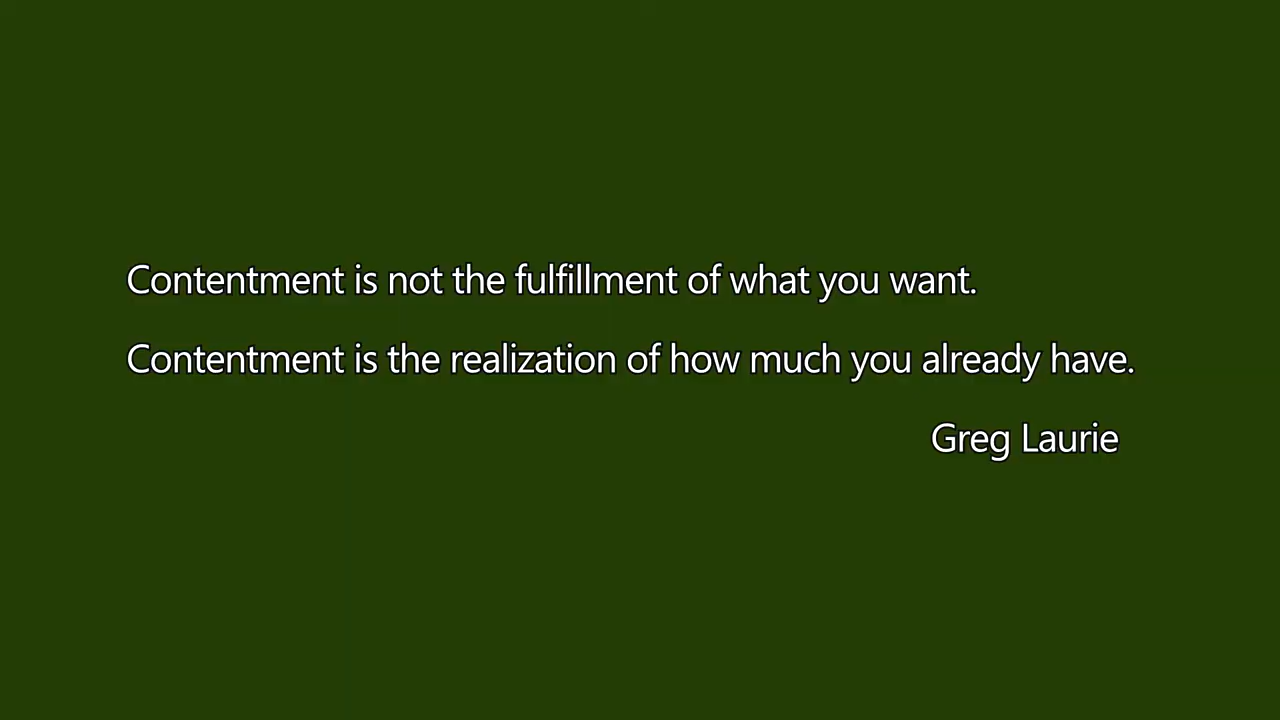 Contentment is not the fulfillment of what you want.
Contentment is the realization of how much you already have.
Greg Laurie